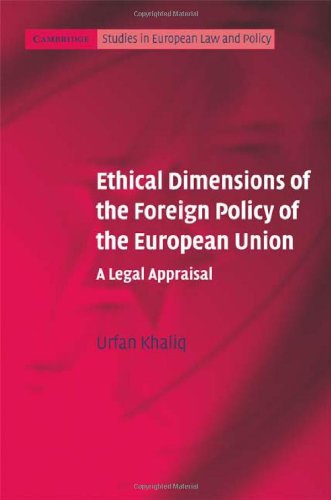 CAMBRIDGE Studies in European Law and Policy
Ethical Dimensions of
the Foreign Policy of
the European Union
A Legal Appraisal
Urfan Khaliq